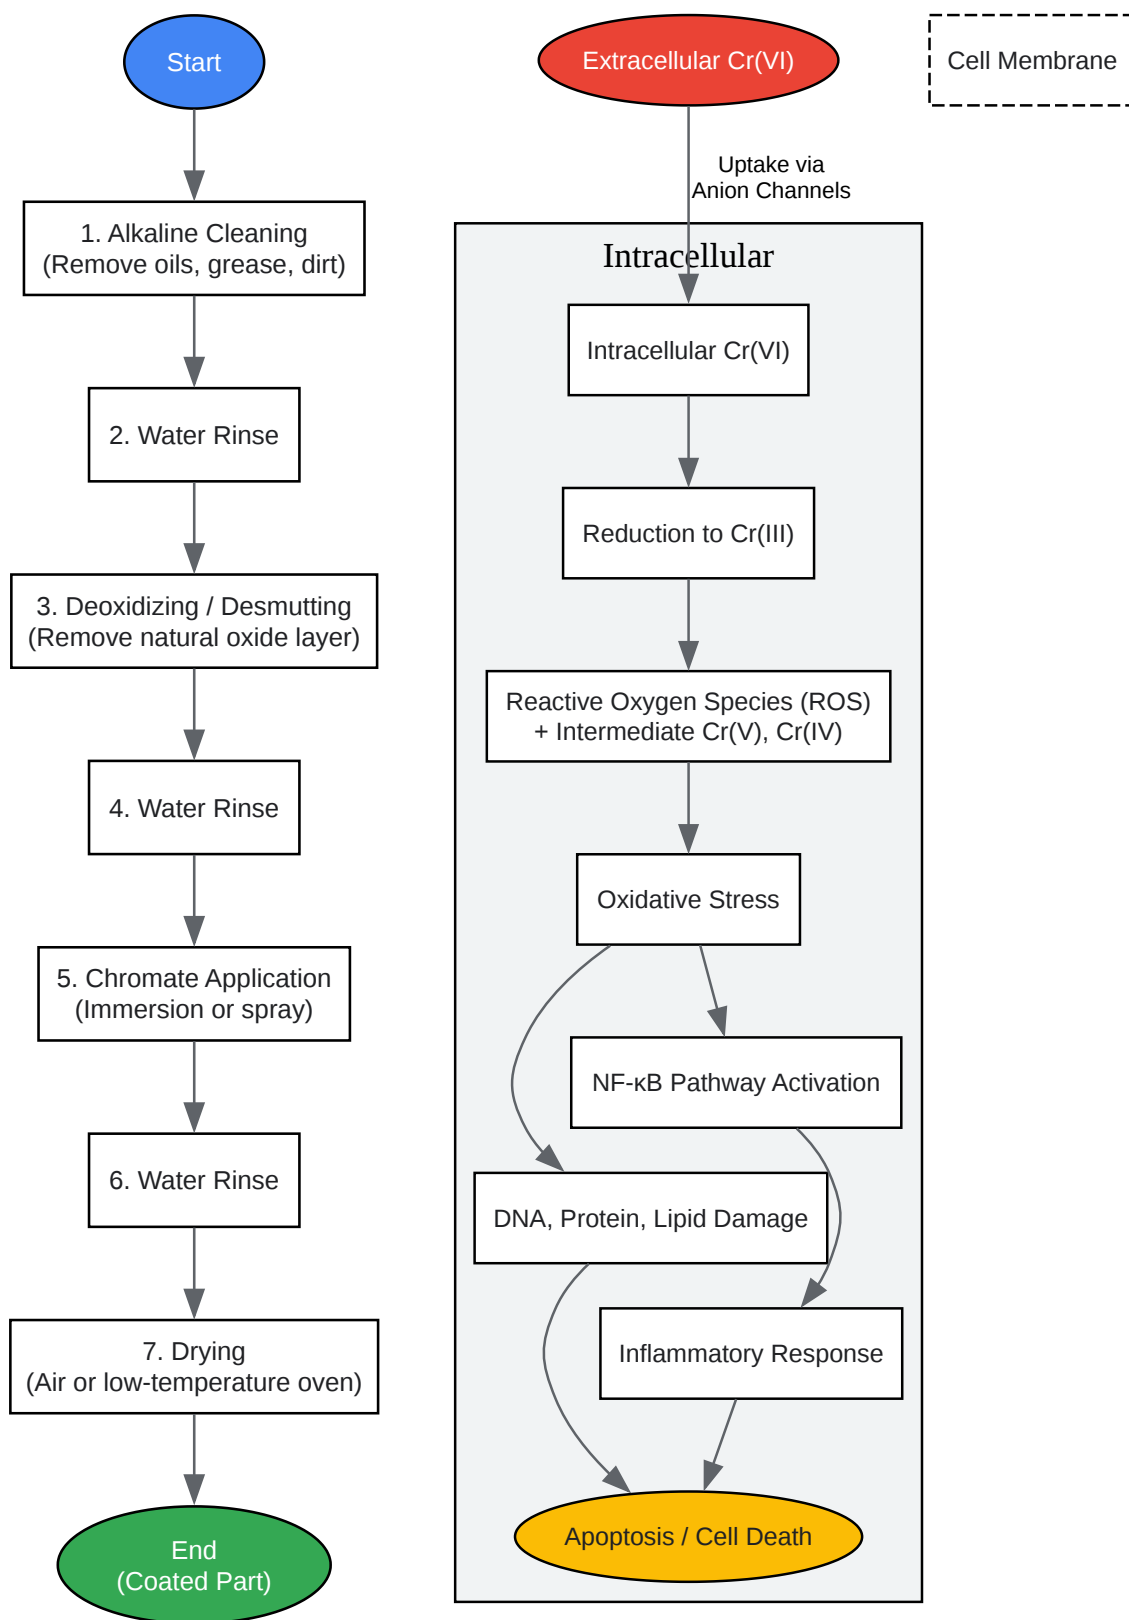 Start
1. Alkaline Cleaning
(Remove oils, grease, dirt)
2. Water Rinse
3. Deoxidizing / Desmutting
(Remove natural oxide layer)
4. Water Rinse
5. Chromate Application
(Immersion or spray)
6. Water Rinse
7. Drying
(Air or low-temperature oven)
End
(Coated Part)
Extracellular Cr(VI)
Uptake via
Anion Channels
Intracellular
Intracellular Cr(VI)
Reduction to Cr(III)
Reactive Oxygen Species (ROS)
+ Intermediate Cr(V), Cr(IV)
Oxidative Stress
NF-κB Pathway Activation
DNA, Protein, Lipid Damage
Inflammatory Response
Apoptosis / Cell Death
Cell Membrane